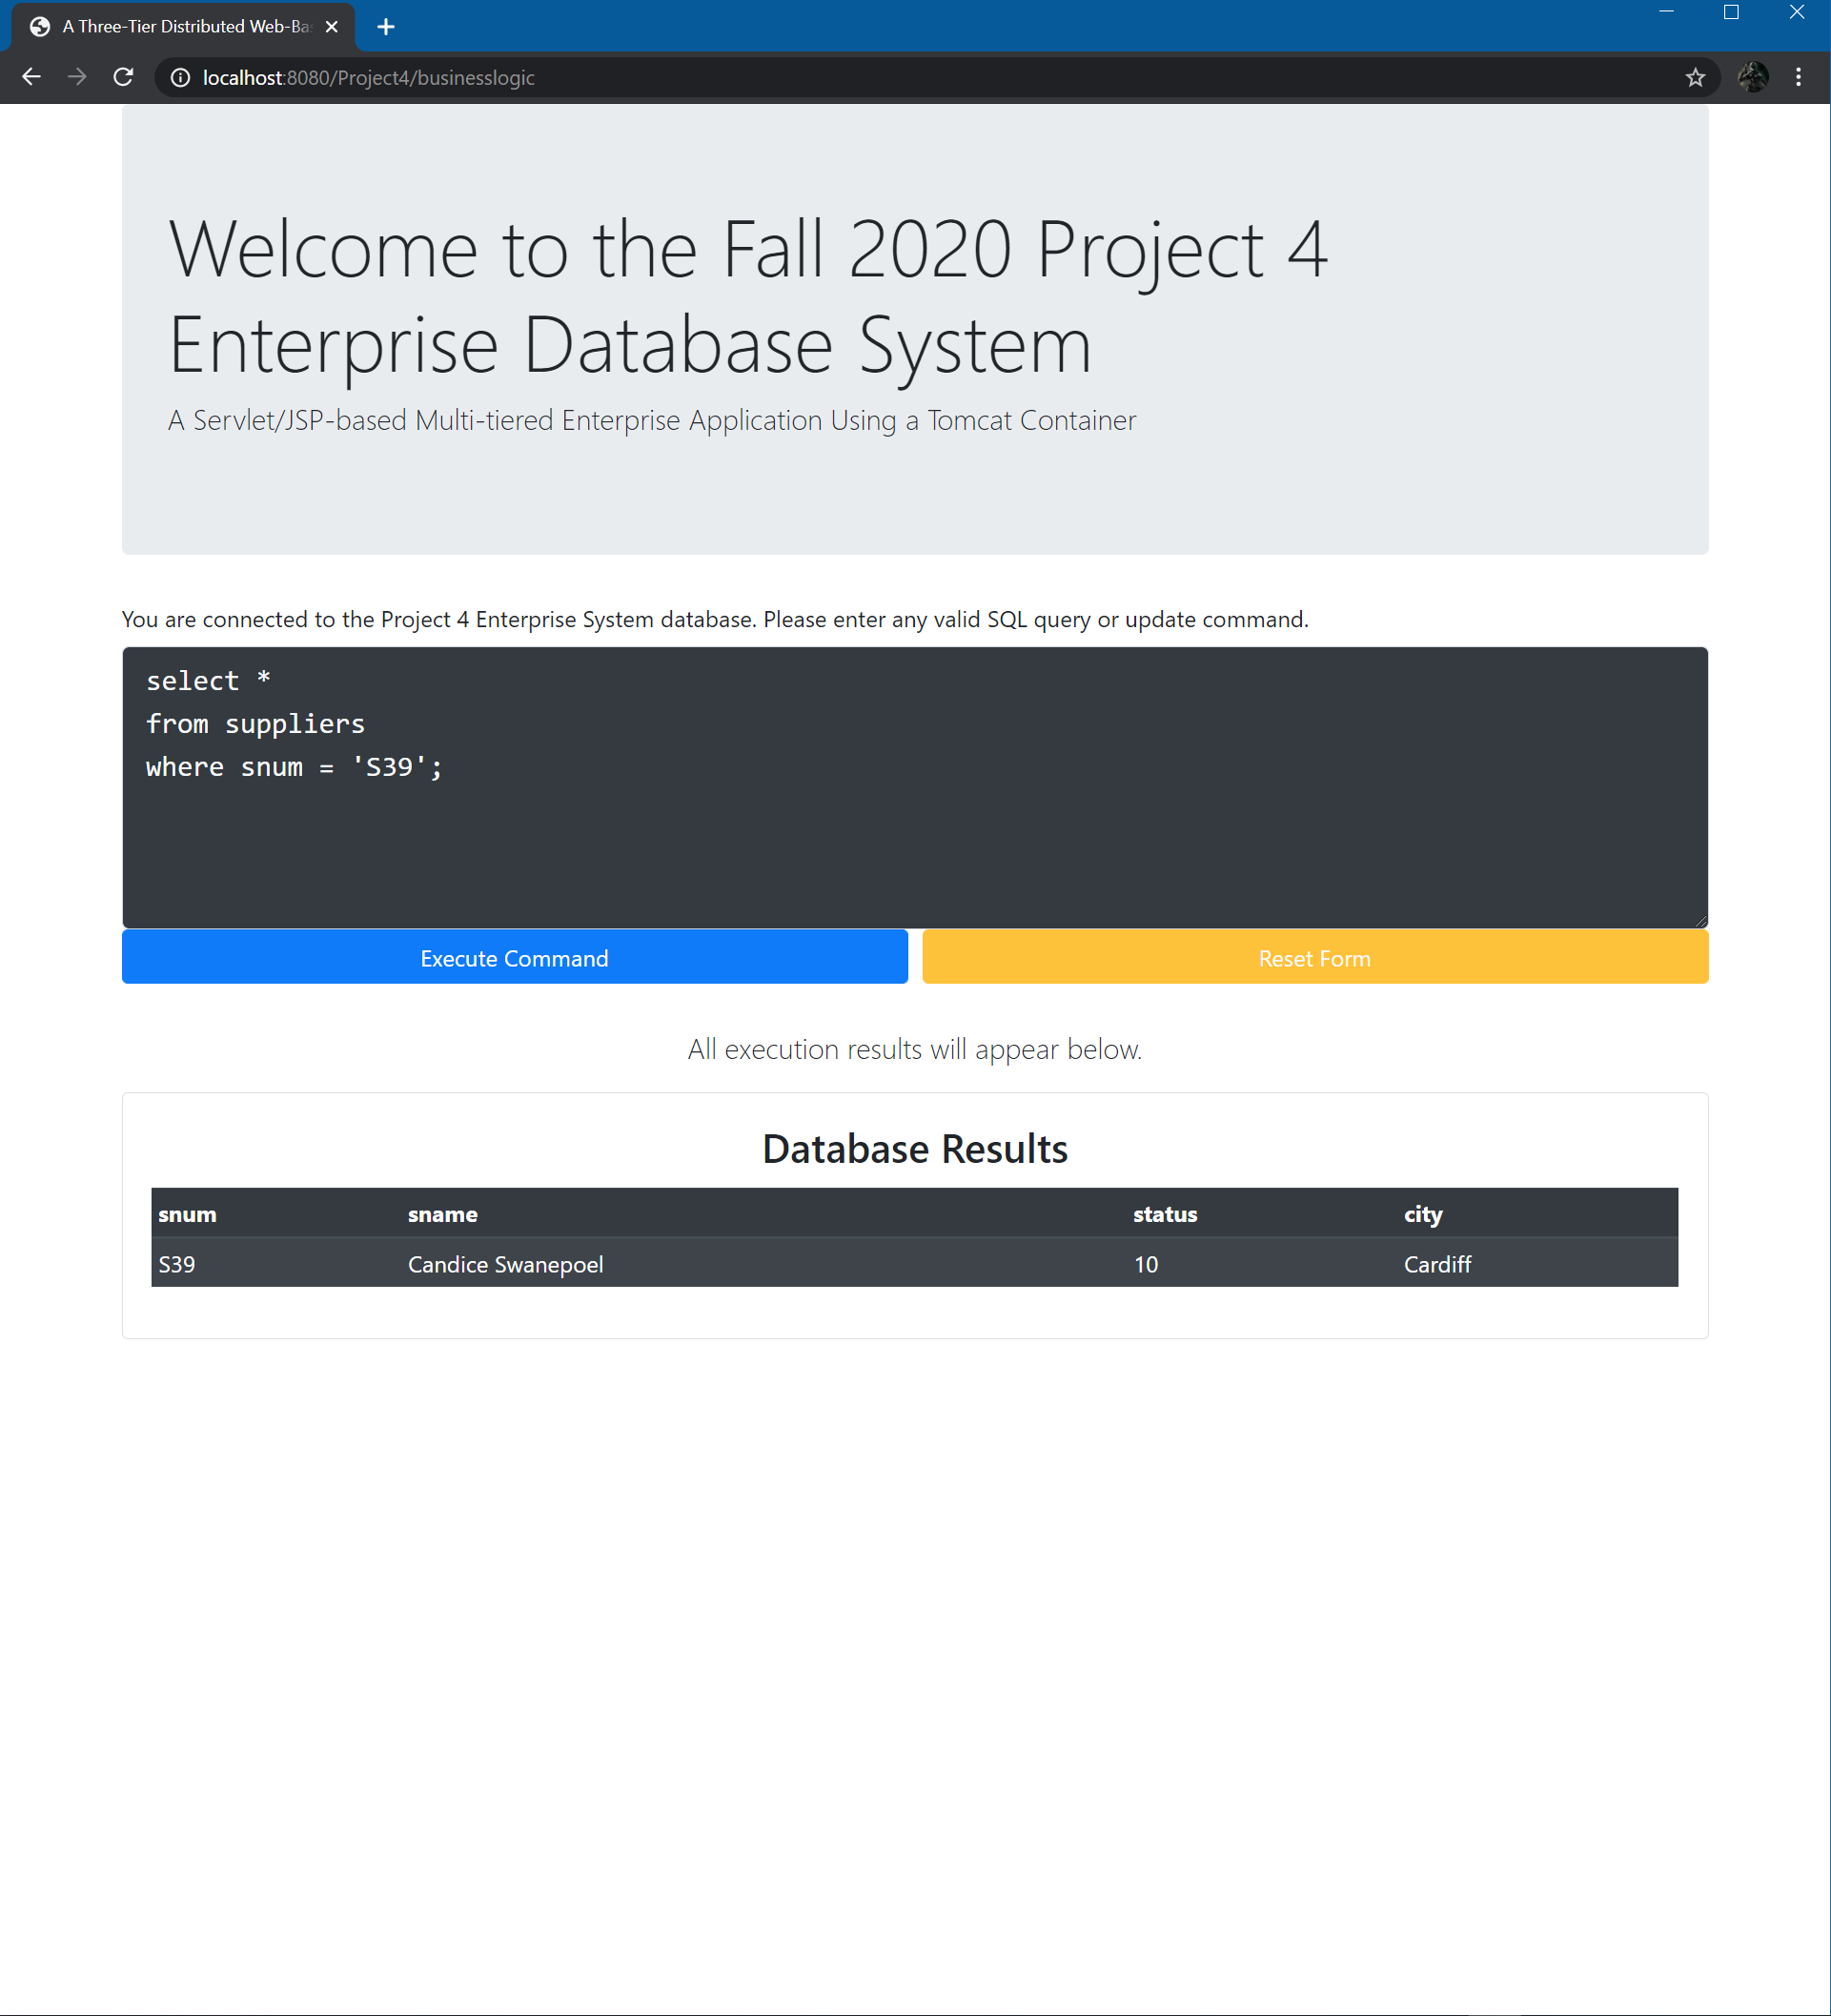 A Three-Tier Distributed Web-Ba
localhost:8080/Project4/businesslogic
Welcome to the Fall 2020 Project 4
Enterprise Database System
A Servlet/JSP-based Multi-tiered Enterprise Application Using a Tomcat Container
You are connected to the Project 4 Enterprise System database. Please enter any valid SQL query or update command.
select *
from suppliers
where snum = 'S39';
Execute Command Reset Form
All execution results will appear below.
Database Results
snum sname status city
S39 Candice Swanepoel 10 Cardiff